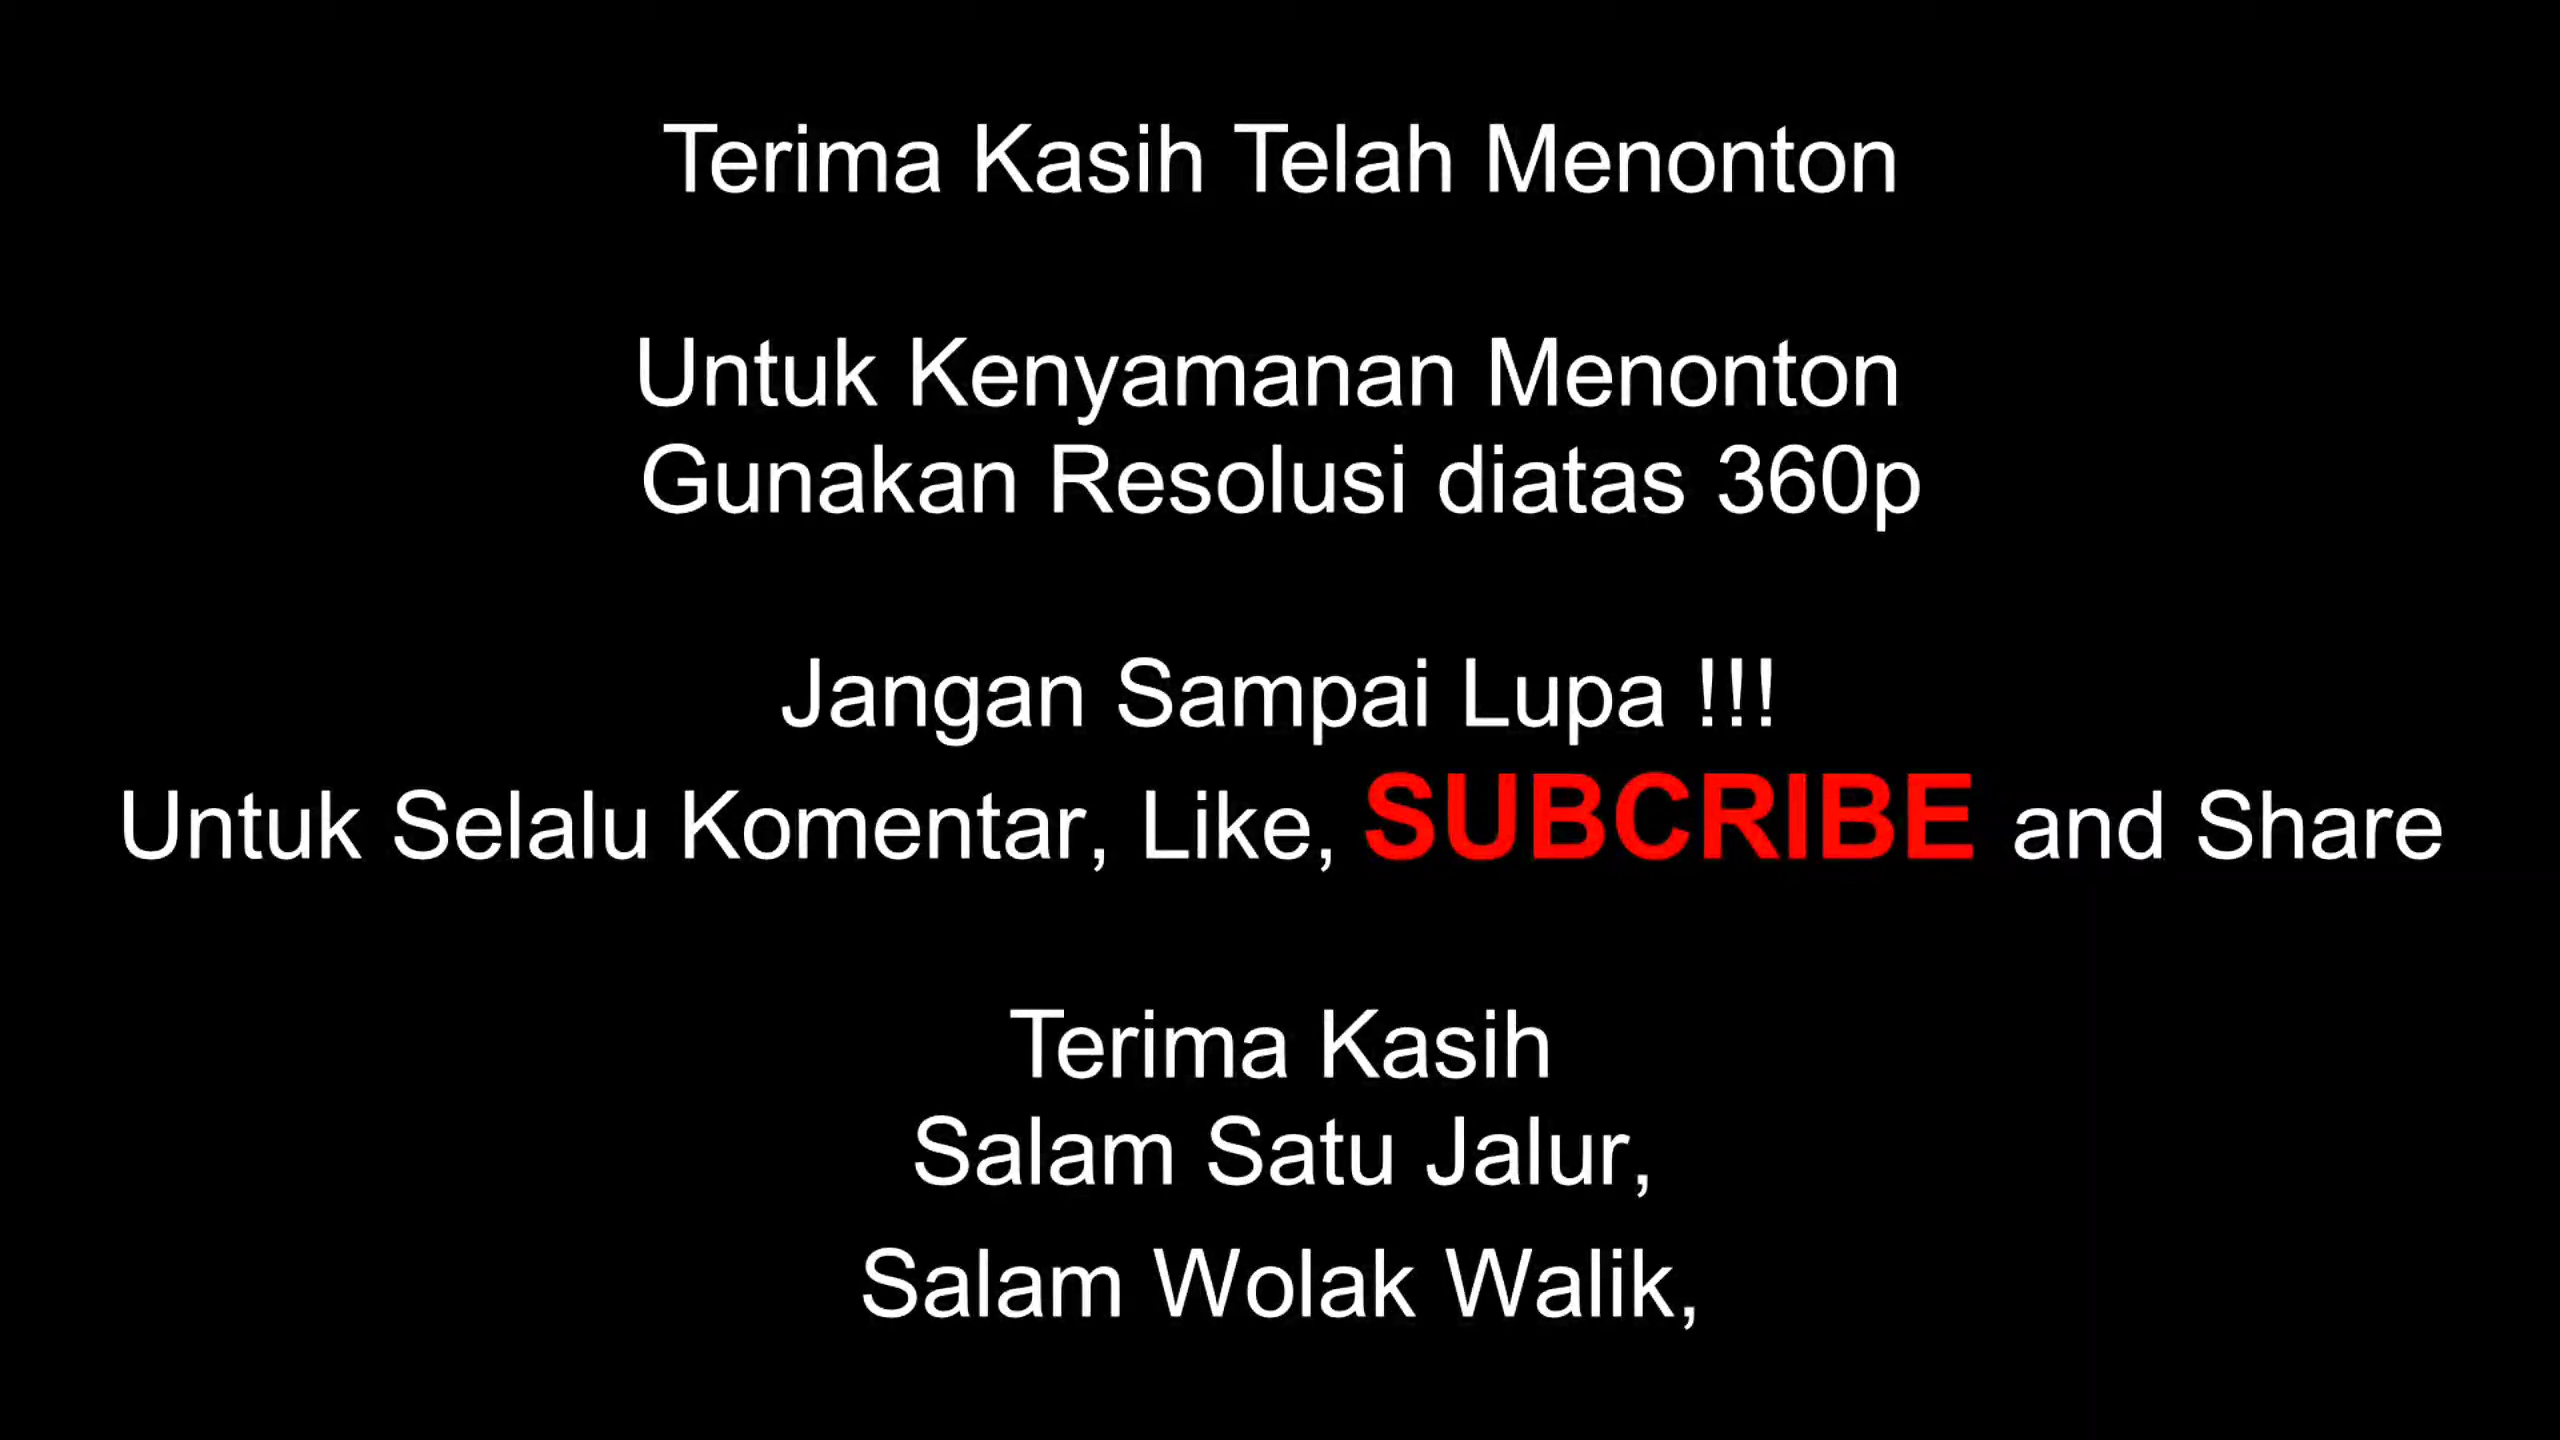 Terima Kasih Telah Menonton
Untuk Kenyamanan Menonton
Gunakan Resolusi diatas 360p
Jangan Sampai Lupa !!!
Untuk Selalu Komentar, Like, SUBCRIBE and Share
Terima Kasih
Salam Satu Jalur,
Salam Wolak Walik,